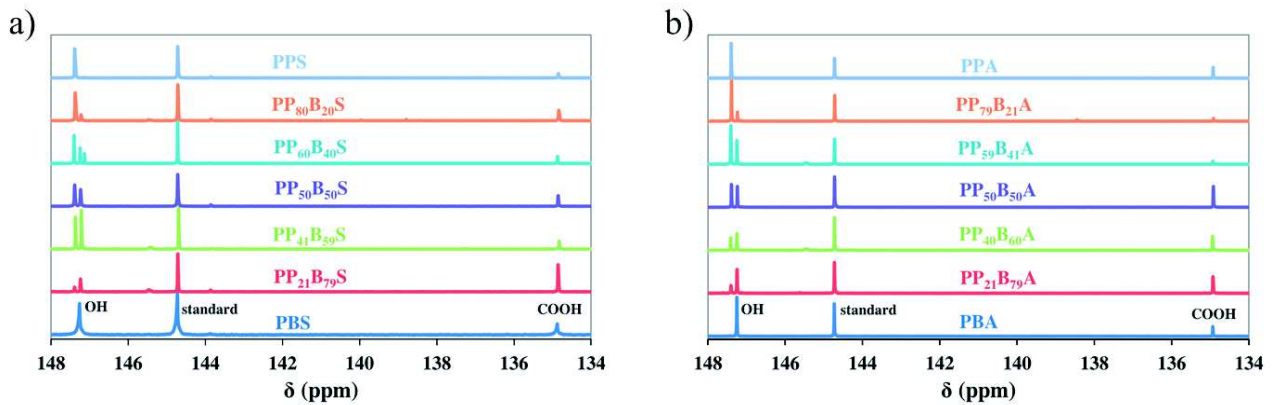 a)
PPS
PP₈₀B₂₀S
PP₆₀B₄₀S
PP₅₀B₅₀S
PP₄₁B₅₉S
PP₂₁B₇₉S
OH
standard
COOH
PBS
148 146 144 142 140 138 136 134
δ (ppm)
b)
PPA
PP₇₉B₂₁A
PP₅₉B₄₁A
PP₅₀B₅₀A
PP₄₀B₆₀A
PP₂₁B₇₉A
OH
standard
COOH
PBA
148 146 144 142 140 138 136 134
δ (ppm)